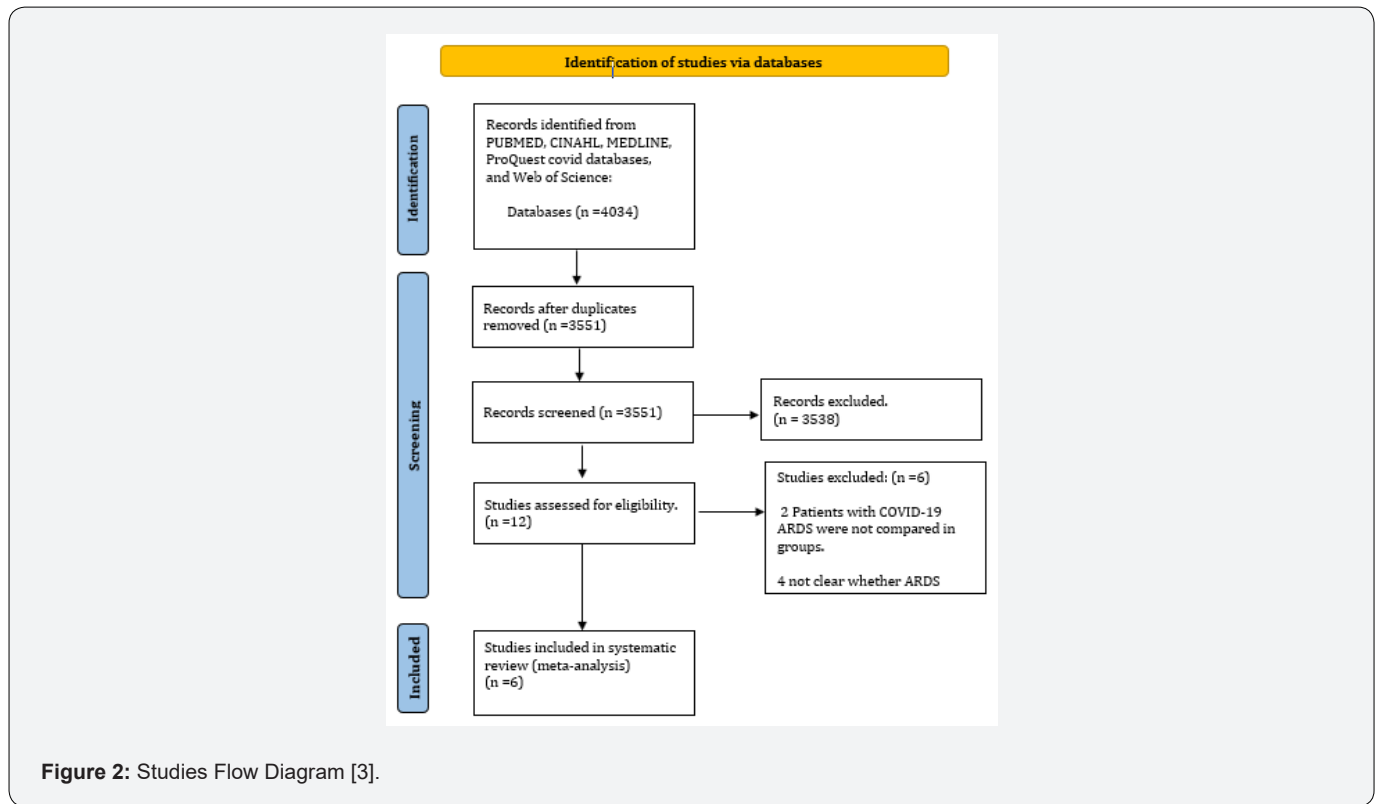 Identification of studies via databases
Identification
Records identified from
PUBMED, CINAHL, MEDLINE,
ProQuest covid databases,
and Web of Science:
Databases (n =4034)
Screening
Records after duplicates
removed (n =3551)
Records screened (n =3551)
Records excluded.
(n = 3538)
Studies assessed for eligibility.
(n =12)
Studies excluded: (n =6)
2 Patients with COVID-19
ARDS were not compared in
groups.
4 not clear whether ARDS
Included
Studies included in systematic
review (meta-analysis)
(n =6)
Figure 2: Studies Flow Diagram [3].